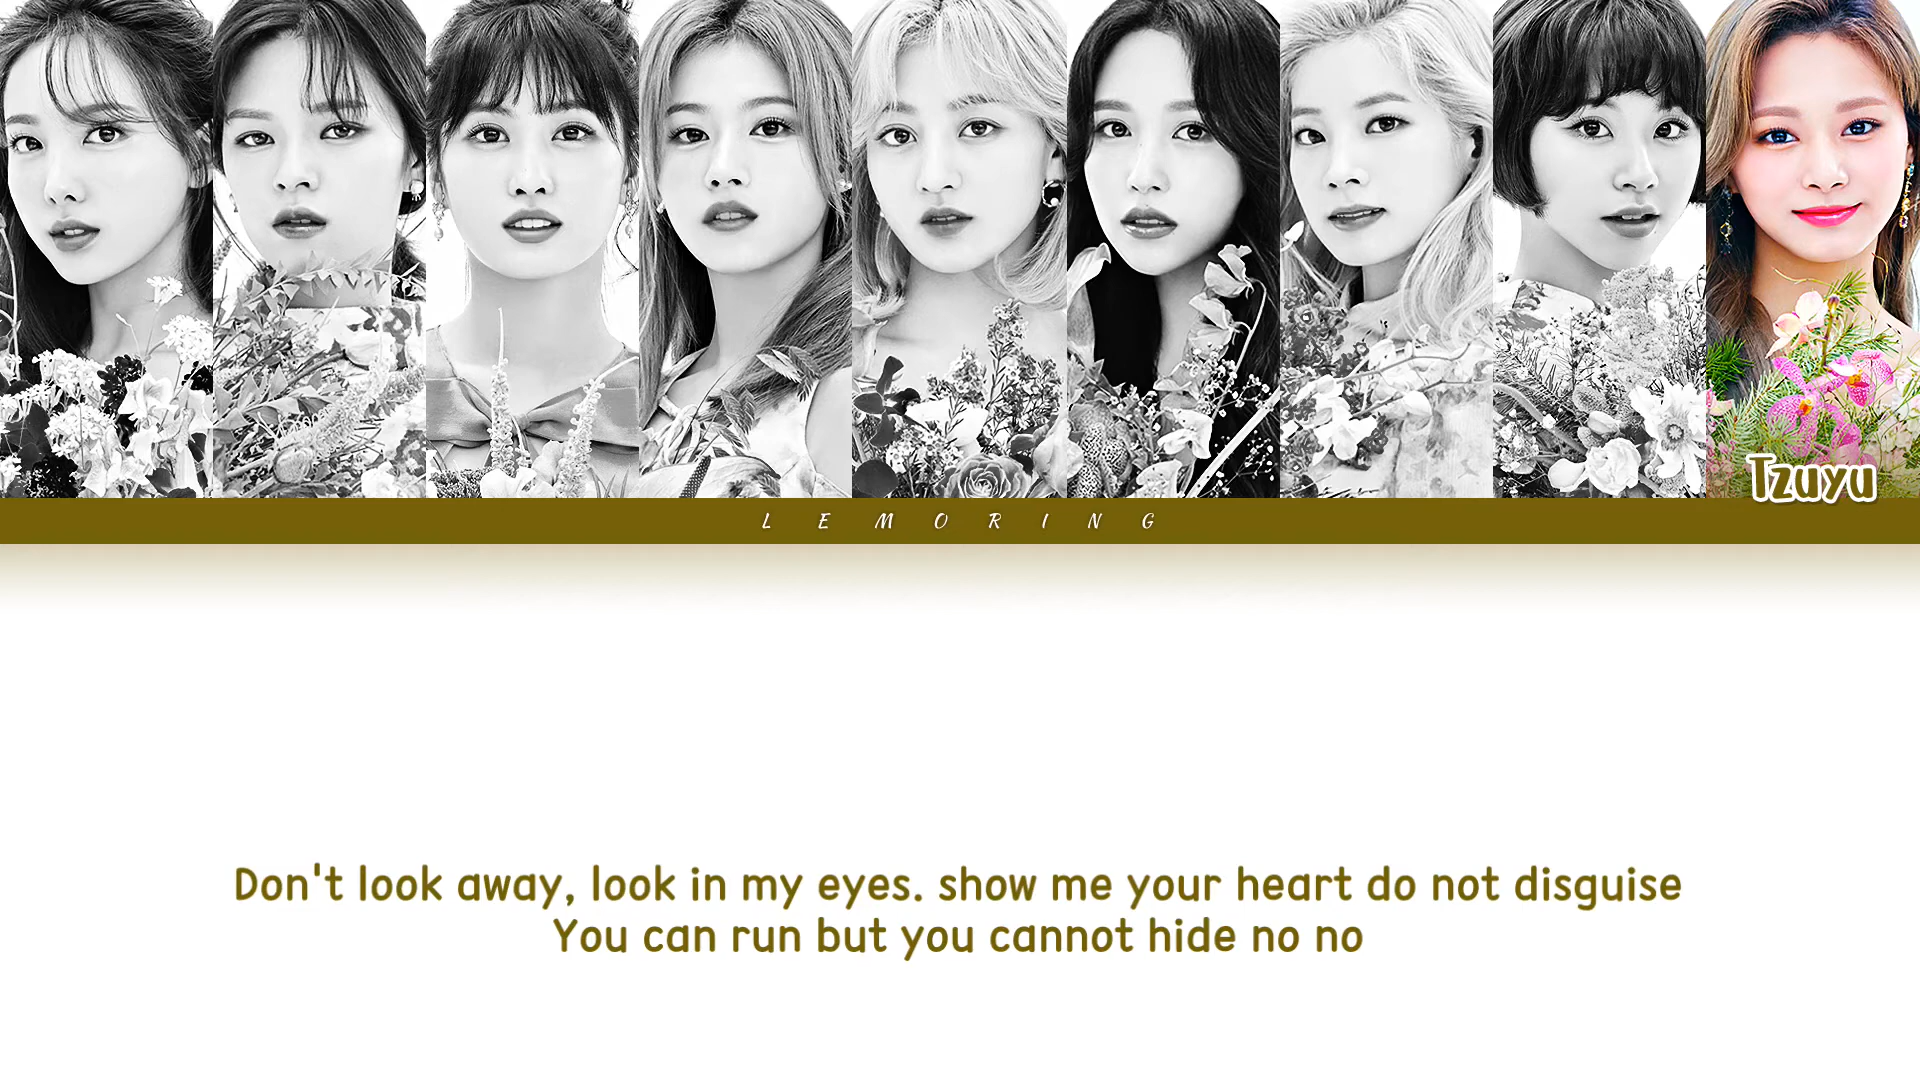 Tzuyu
LEMORING
Don't look away, look in my eyes. show me your heart do not disguise
You can run but you cannot hide no no